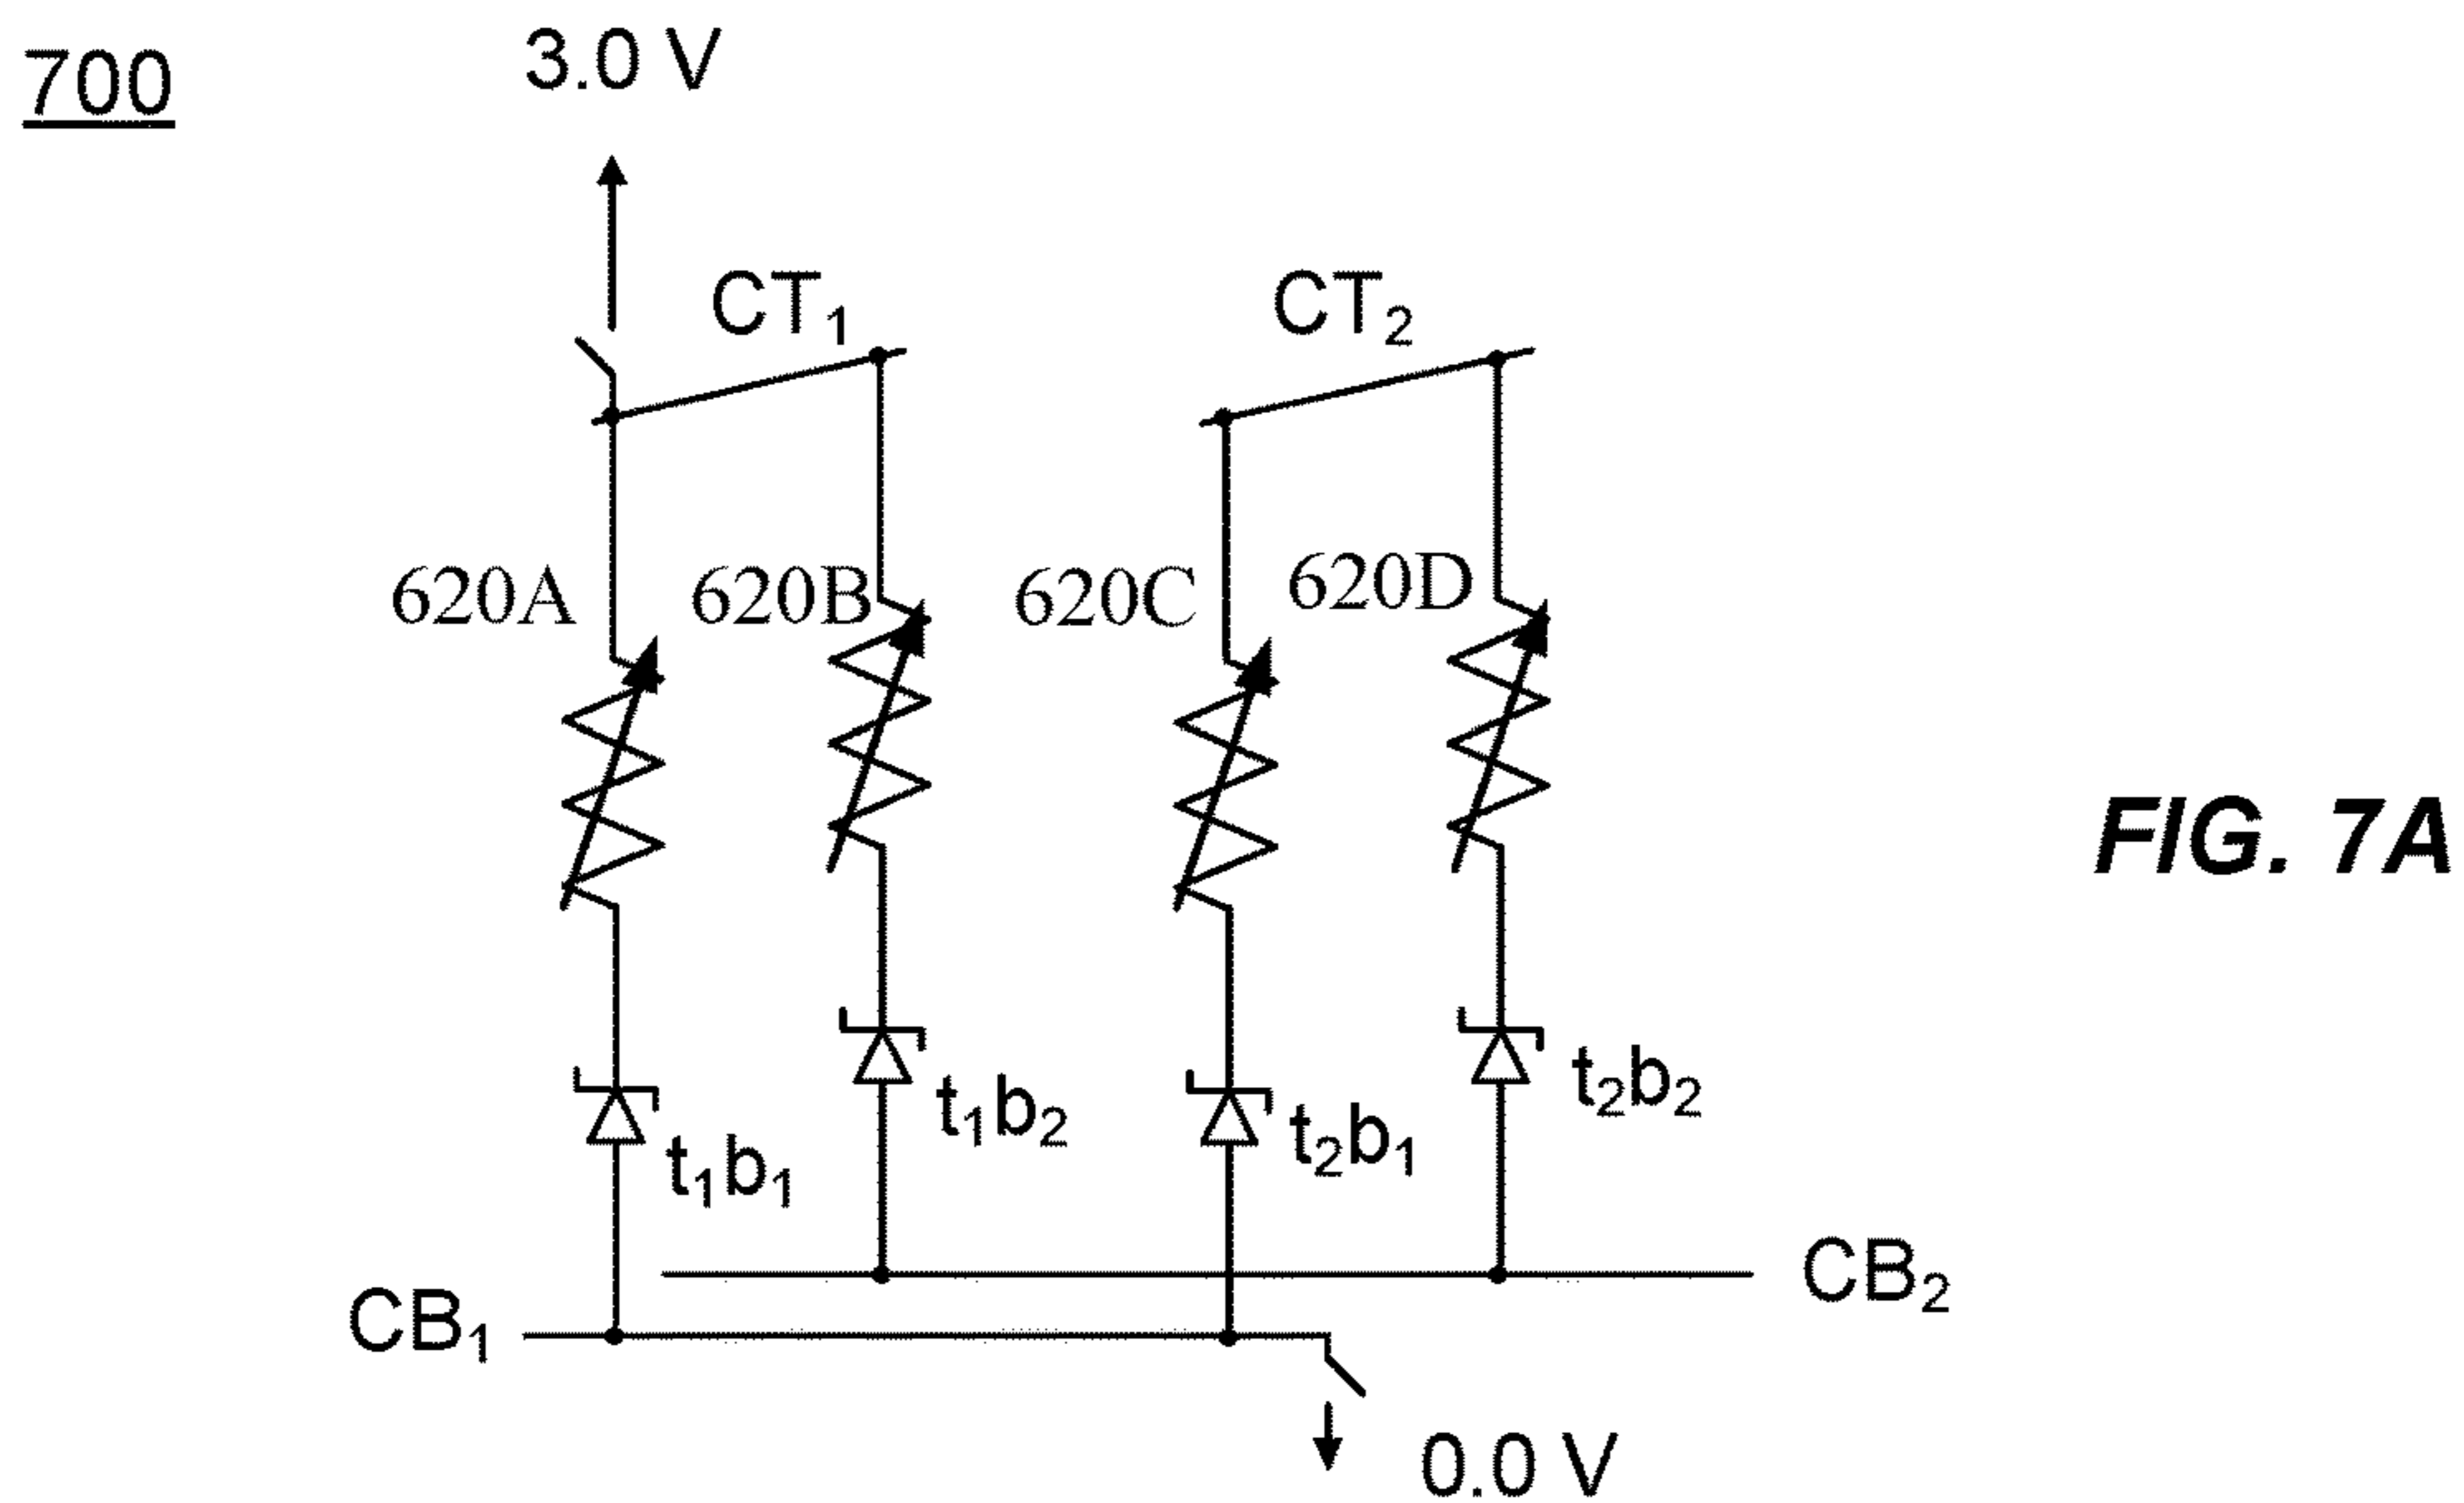 700
3.0 V
CT₁
CT₂
620A
620B
620C
620D
FIG. 7A
t₁b₁
t₁b₂
t₂b₁
t₂b₂
CB₂
CB₁
0.0 V